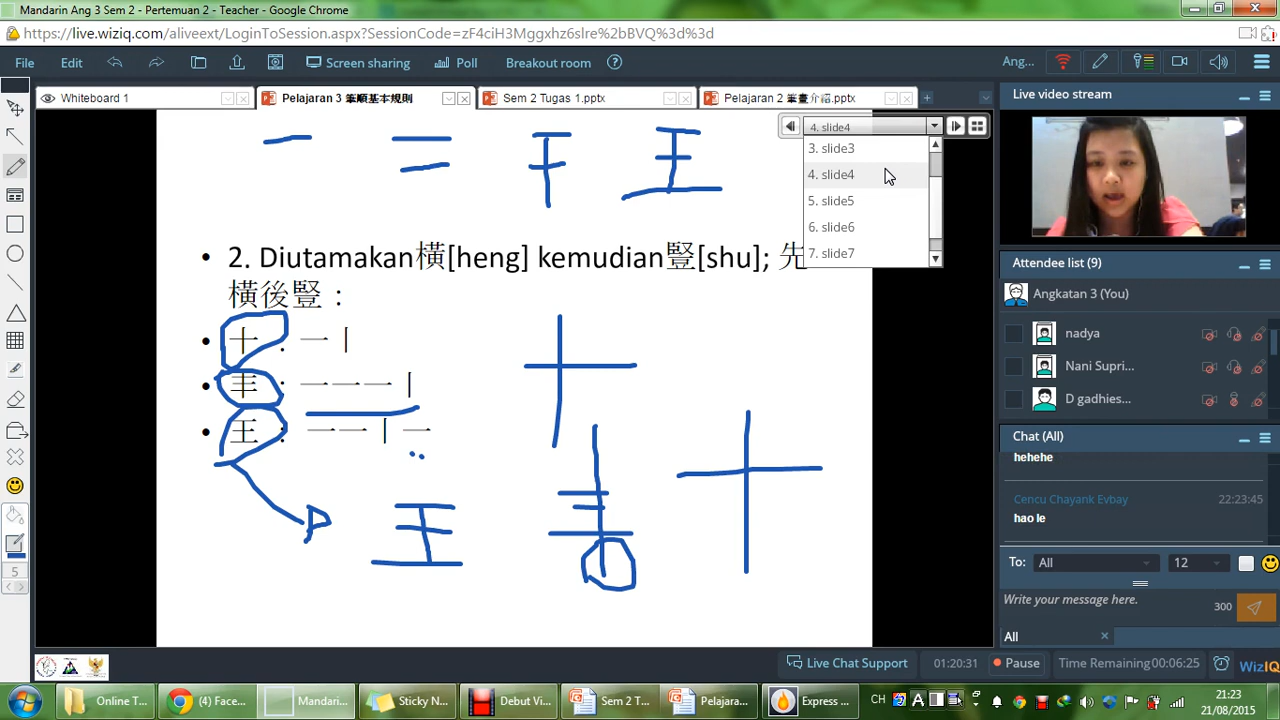 Mandarin Ang 3 Sem 2 - Pertemuan 2 - Teacher - Google Chrome
https://live.wiziq.com/aliveext/LoginToSession.aspx?SessionCode=zF4ciH3Mggxhz6slre%2bBVQ%3d%3d
File Edit Screen sharing Poll Breakout room Ang...
Whiteboard 1 Pelajaran 3 筆順基本規則 Sem 2 Tugas 1.pptx Pelajaran 2 筆畫介紹.pptx
Live video stream
4. slide4
3. slide3
4. slide4
5. slide5
6. slide6
7. slide7
一 二 干 王
• 2. Diutamakan橫[heng] kemudian豎[shu]; 先
橫後豎：
• 十：一丨
• 丰：一一一丨
• 王：一一丨一
Attendee list (9)
Angkatan 3 (You)
nadya
Nani Supri...
D gadhies...
Chat (All)
hehehe
Cencu Chayank Evbay 22:23:45
hao le
To: All 12
Write your message here. 300
All
5
Live Chat Support 01:20:31 Pause Time Remaining 00:06:25 WizIQ
Online T... (4) Face... Mandari... Sticky N... Debut Vi... Sem 2 T... Pelajara... Express ... CH 21:23
21/08/2015